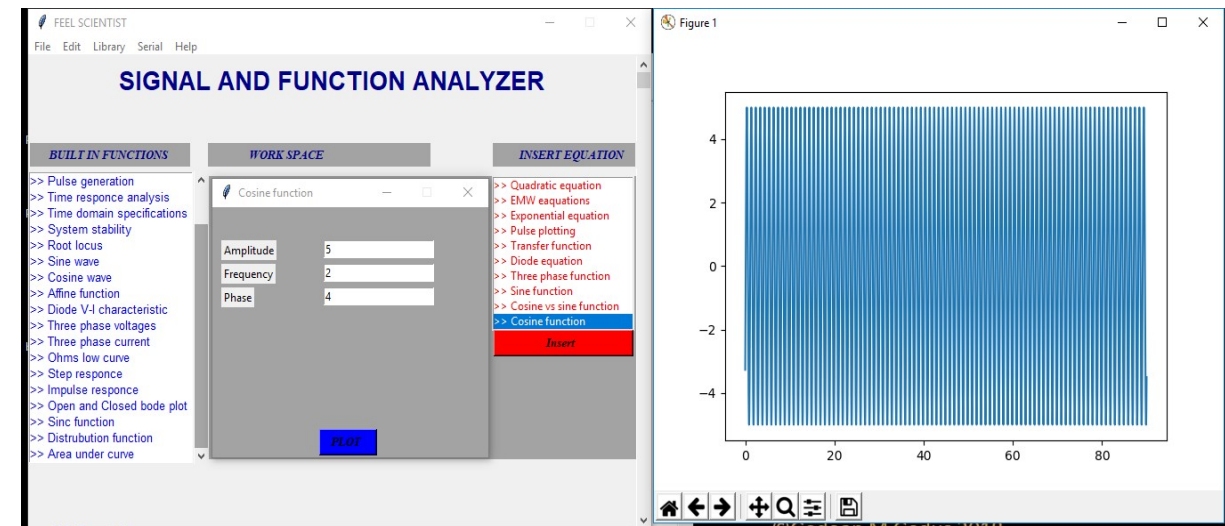 FEEL SCIENTIST
File Edit Library Serial Help
SIGNAL AND FUNCTION ANALYZER
BUILT IN FUNCTIONS
>> Pulse generation
>> Time responce analysis
>> Time domain specifications
>> System stability
>> Root locus
>> Sine wave
>> Cosine wave
>> Affine function
>> Diode V-I characteristic
>> Three phase voltages
>> Three phase current
>> Ohms low curve
>> Step responce
>> Impulse responce
>> Open and Closed bode plot
>> Sinc function
>> Distrubution function
>> Area under curve
WORK SPACE
Cosine function
Amplitude 5
Frequency 2
Phase 4
PLOT
INSERT EQUATION
>> Quadratic equation
>> EMW eaquations
>> Exponential equation
>> Pulse plotting
>> Transfer function
>> Diode equation
>> Three phase function
>> Sine function
>> Cosine vs sine function
>> Cosine function
Insert
Figure 1
4
2
0
−2
−4
0 20 40 60 80